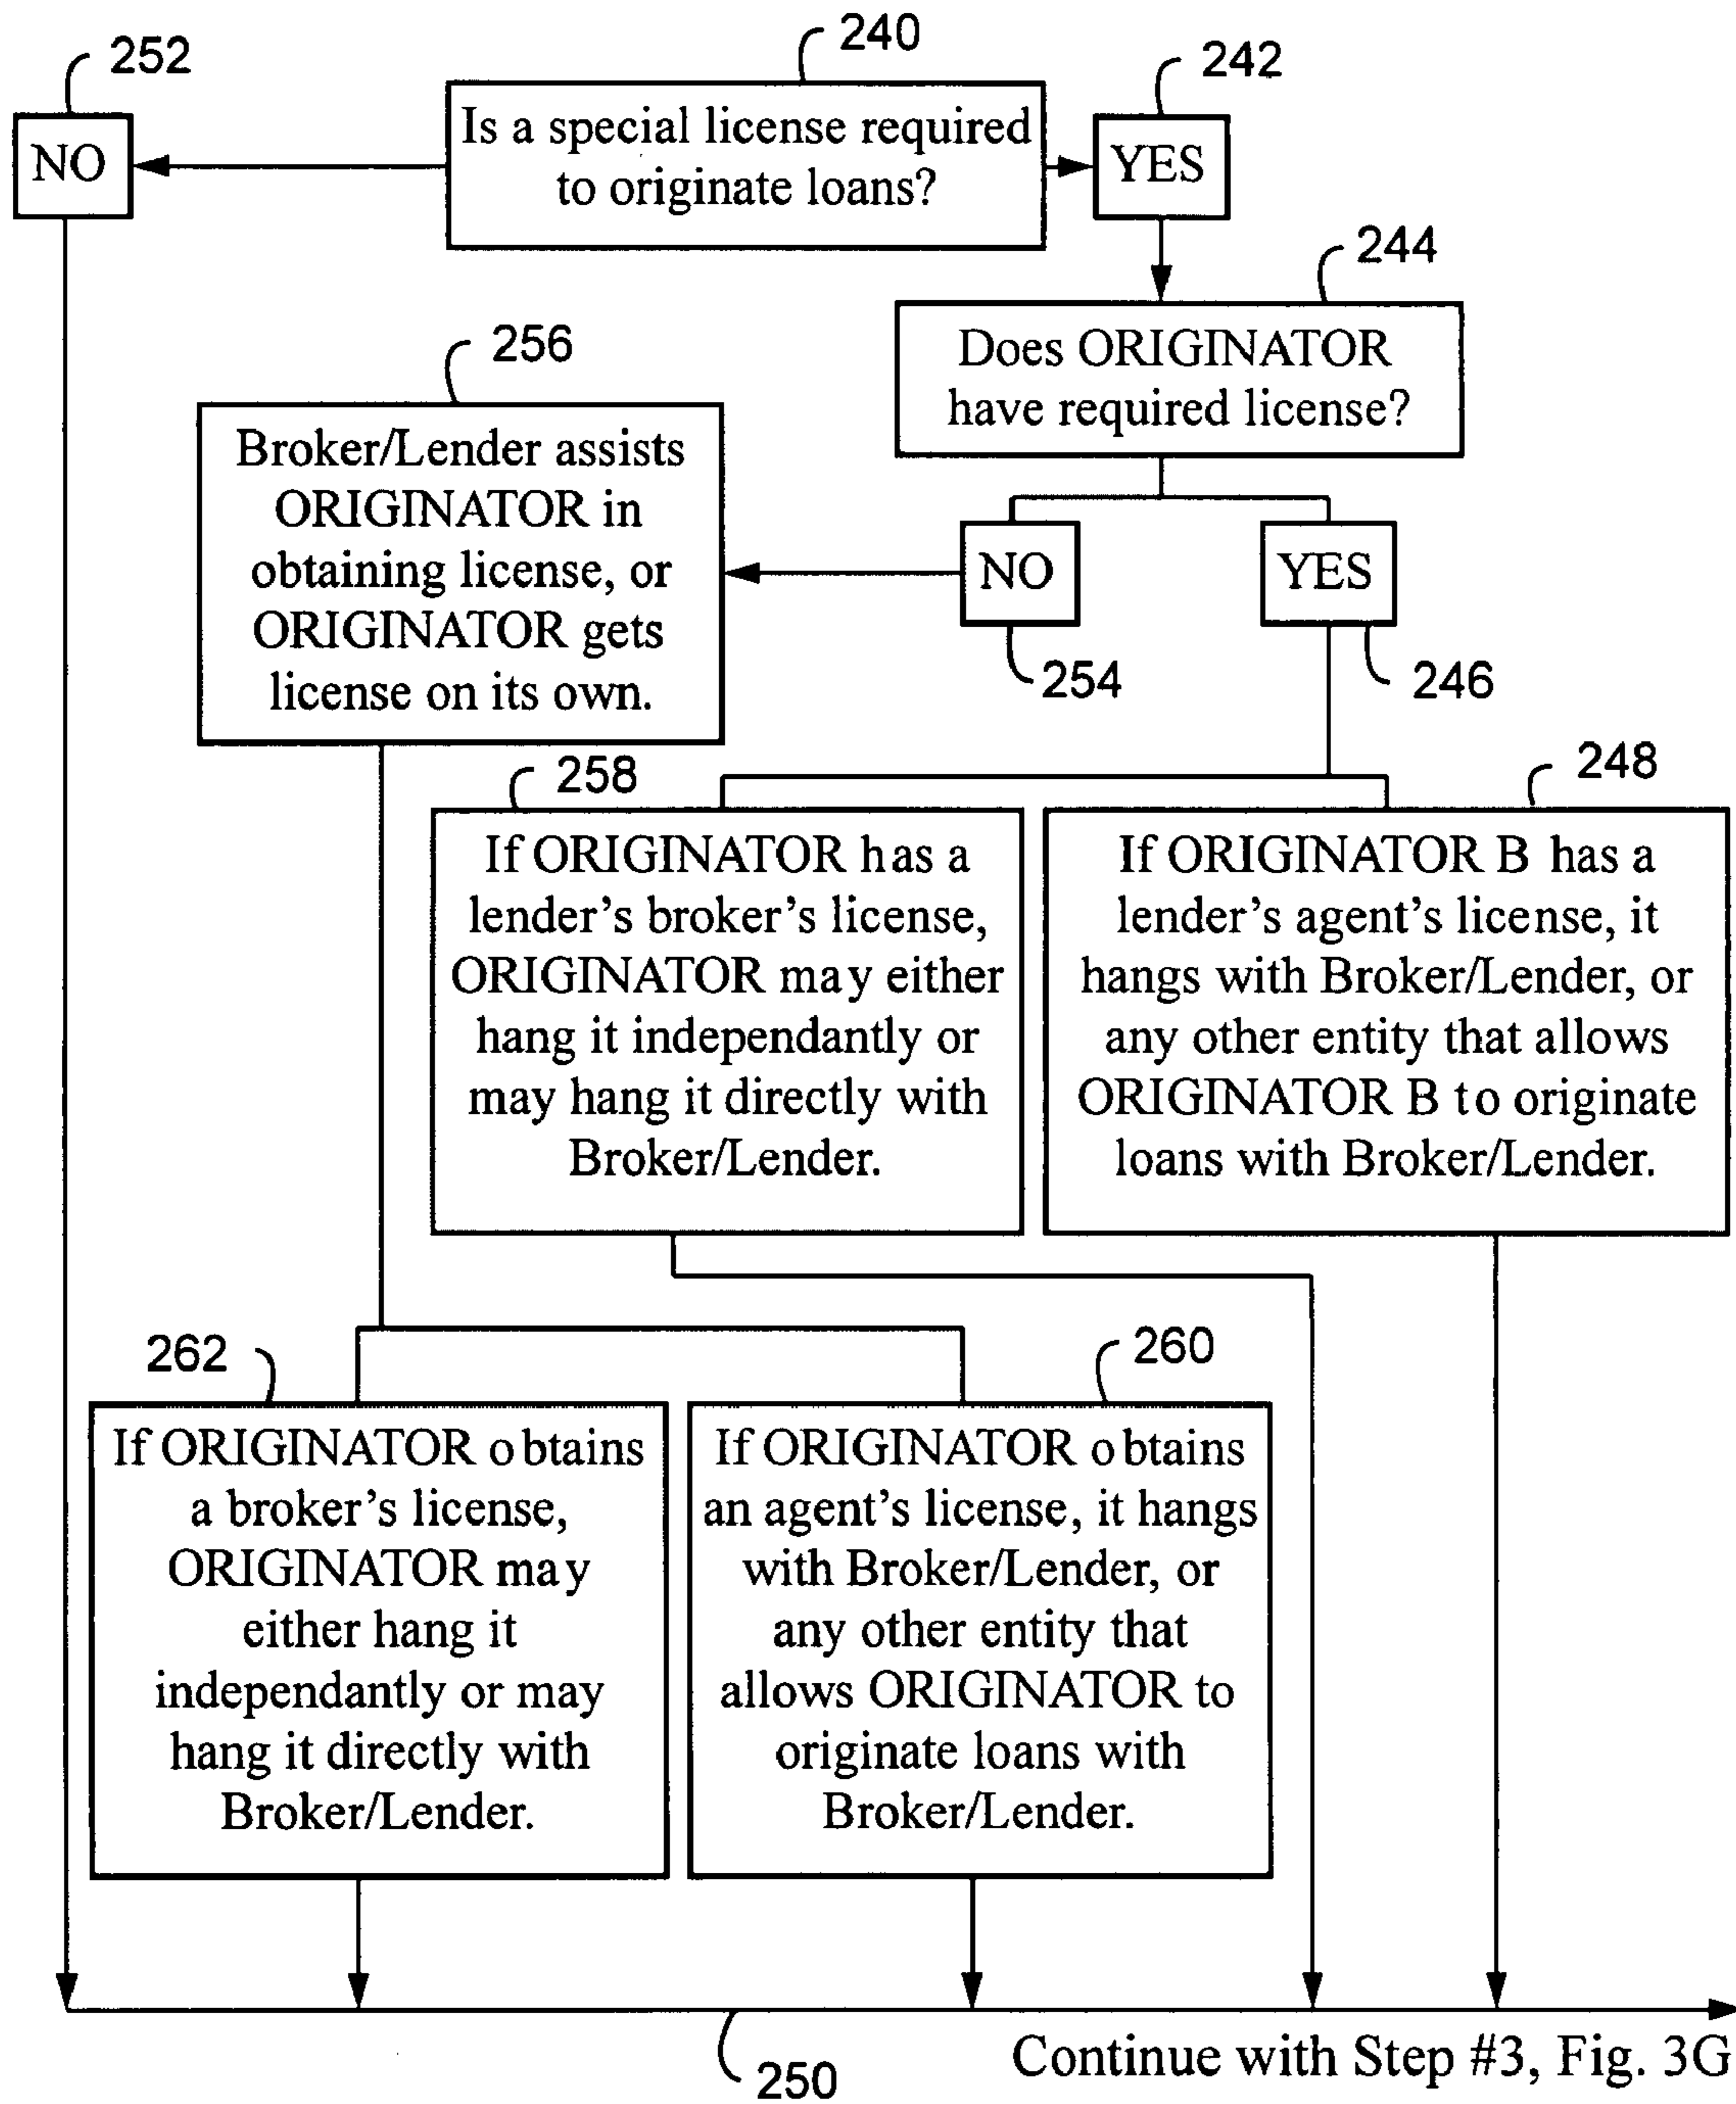 252
240
242
NO
Is a special license required
to originate loans?
YES
244
Does ORIGINATOR
have required license?
256
Broker/Lender assists
ORIGINATOR in
obtaining license, or
ORIGINATOR gets
license on its own.
NO
YES
254
246
258
If ORIGINATOR has a
lender’s broker’s license,
ORIGINATOR may either
hang it independantly or
may hang it directly with
Broker/Lender.
248
If ORIGINATOR B has a
lender’s agent’s license, it
hangs with Broker/Lender, or
any other entity that allows
ORIGINATOR B to originate
loans with Broker/Lender.
262
If ORIGINATOR obtains
a broker’s license,
ORIGINATOR may
either hang it
independantly or may
hang it directly with
Broker/Lender.
260
If ORIGINATOR obtains
an agent’s license, it hangs
with Broker/Lender, or
any other entity that
allows ORIGINATOR to
originate loans with
Broker/Lender.
250
Continue with Step #3, Fig. 3G